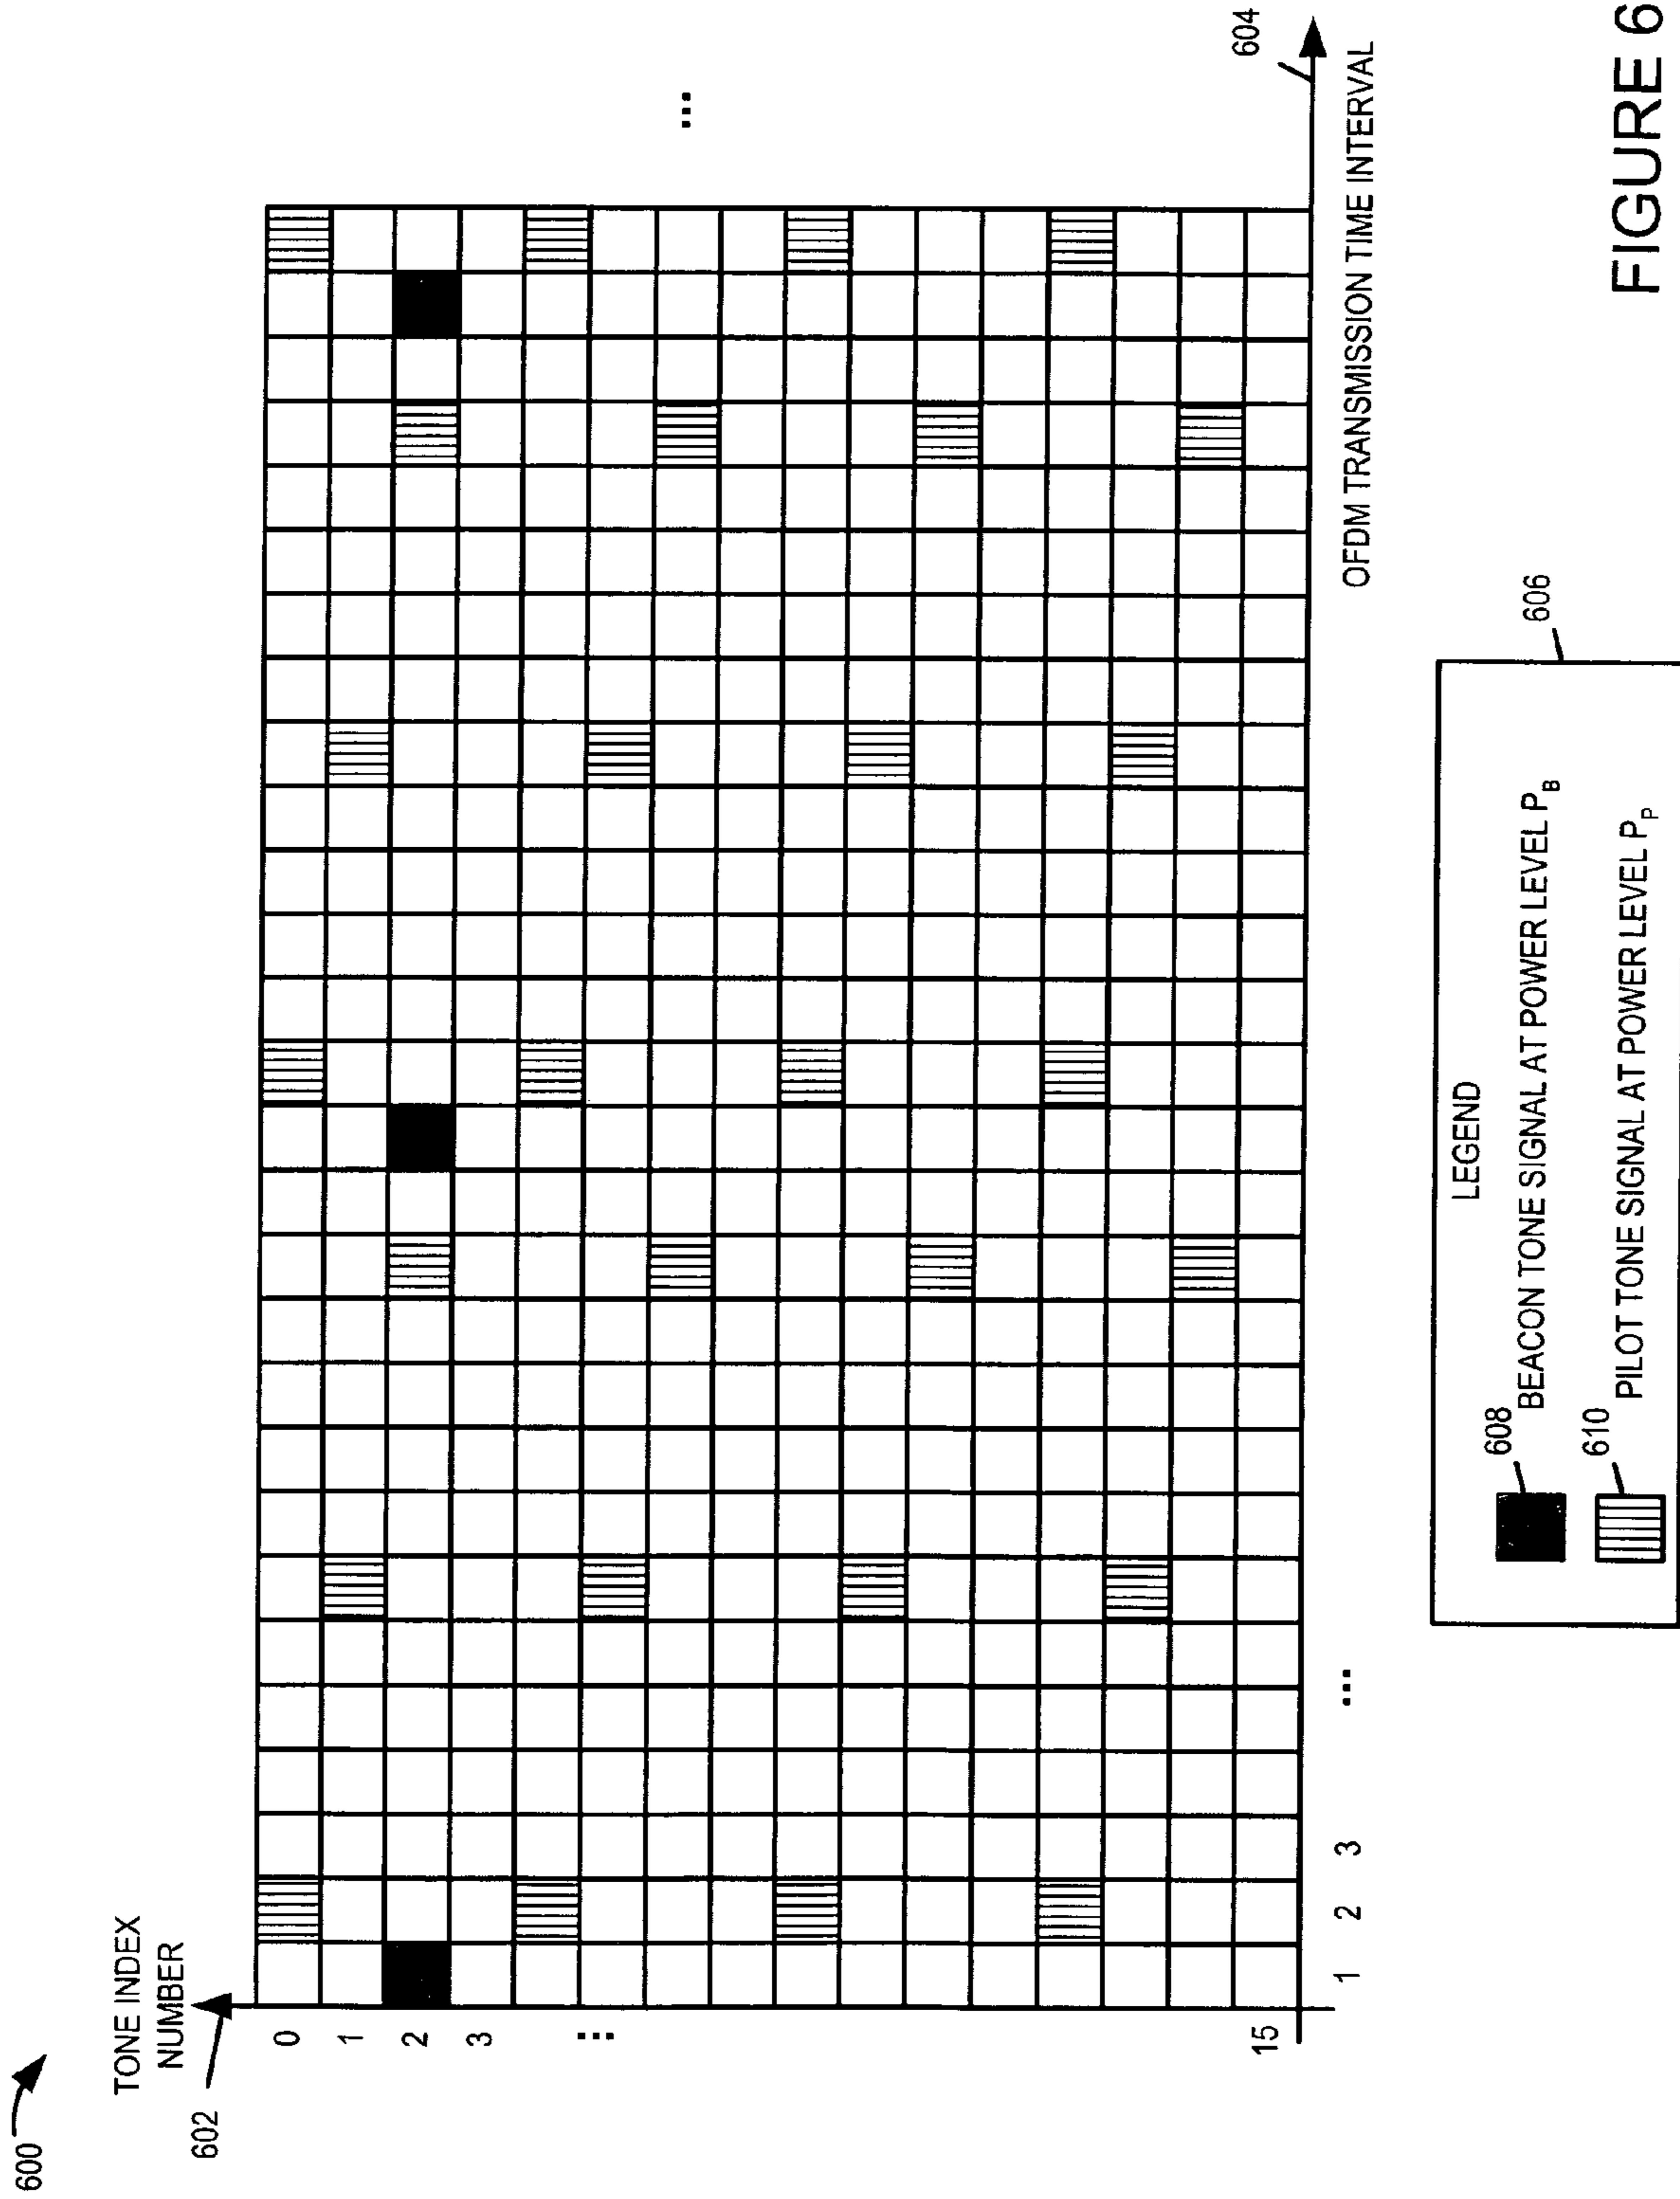 600
TONE INDEX
NUMBER
602
0
1
2
3
...
15
1 2 3 ...
...
604
OFDM TRANSMISSION TIME INTERVAL
606
LEGEND
608
BEACON TONE SIGNAL AT POWER LEVEL P_B
610
PILOT TONE SIGNAL AT POWER LEVEL P_P
FIGURE 6